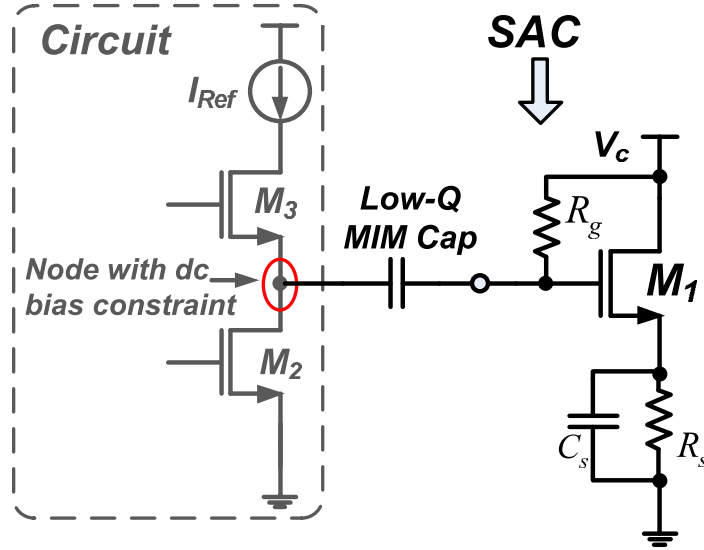 Circuit
SAC
I_Ref
V_c
M_3
Low-Q
MIM Cap
R_g
Node with dc
bias constraint
M_1
M_2
C_s
R_s